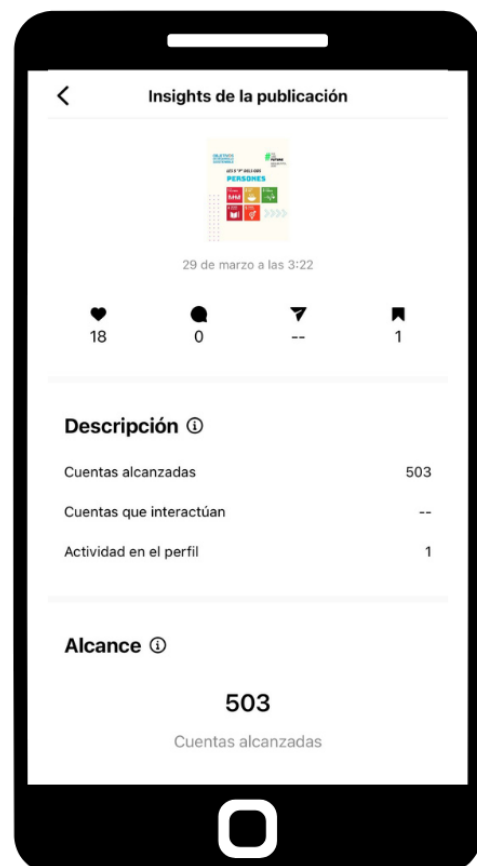 Insights de la publicación
PERSONES
29 de marzo a las 3:22
18 0 -- 1
Descripción
Cuentas alcanzadas 503
Cuentas que interactúan --
Actividad en el perfil 1
Alcance
503
Cuentas alcanzadas